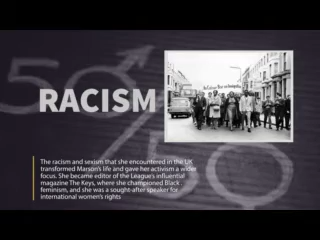 50
50
RACISM
The racism and sexism that she encountered in the UK
transformed Marson's life and gave her activism a wider
focus. She became editor of the League's influential
magazine The Keys, where she championed Black
feminism, and she was a sought-after speaker for
international women's rights